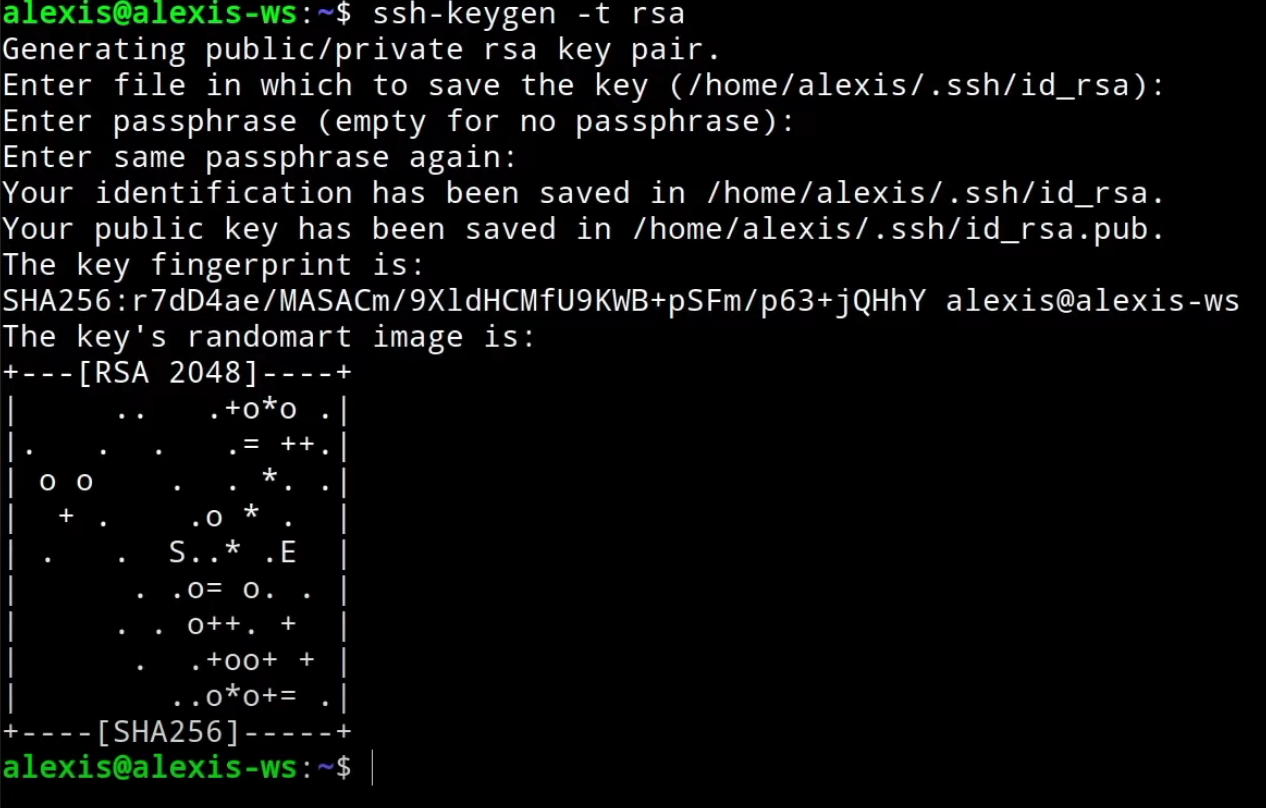 alexis@alexis-ws:~$ ssh-keygen -t rsa
Generating public/private rsa key pair.
Enter file in which to save the key (/home/alexis/.ssh/id_rsa):
Enter passphrase (empty for no passphrase):
Enter same passphrase again:
Your identification has been saved in /home/alexis/.ssh/id_rsa.
Your public key has been saved in /home/alexis/.ssh/id_rsa.pub.
The key fingerprint is:
SHA256:r7dD4ae/MASACm/9XldHCMfU9KWB+pSFm/p63+jQHhY alexis@alexis-ws
The key's randomart image is:
+---[RSA 2048]----+
|     ..   .+o*o .|
|.   .  .   .= ++.|
| o o    .  . *. .|
|  + .    .o * .  |
| .   .  S..* .E  |
|      . .o= o. . |
|     . . o++. +  |
|      .  .+oo+ + |
|        ..o*o+= .|
+----[SHA256]-----+
alexis@alexis-ws:~$